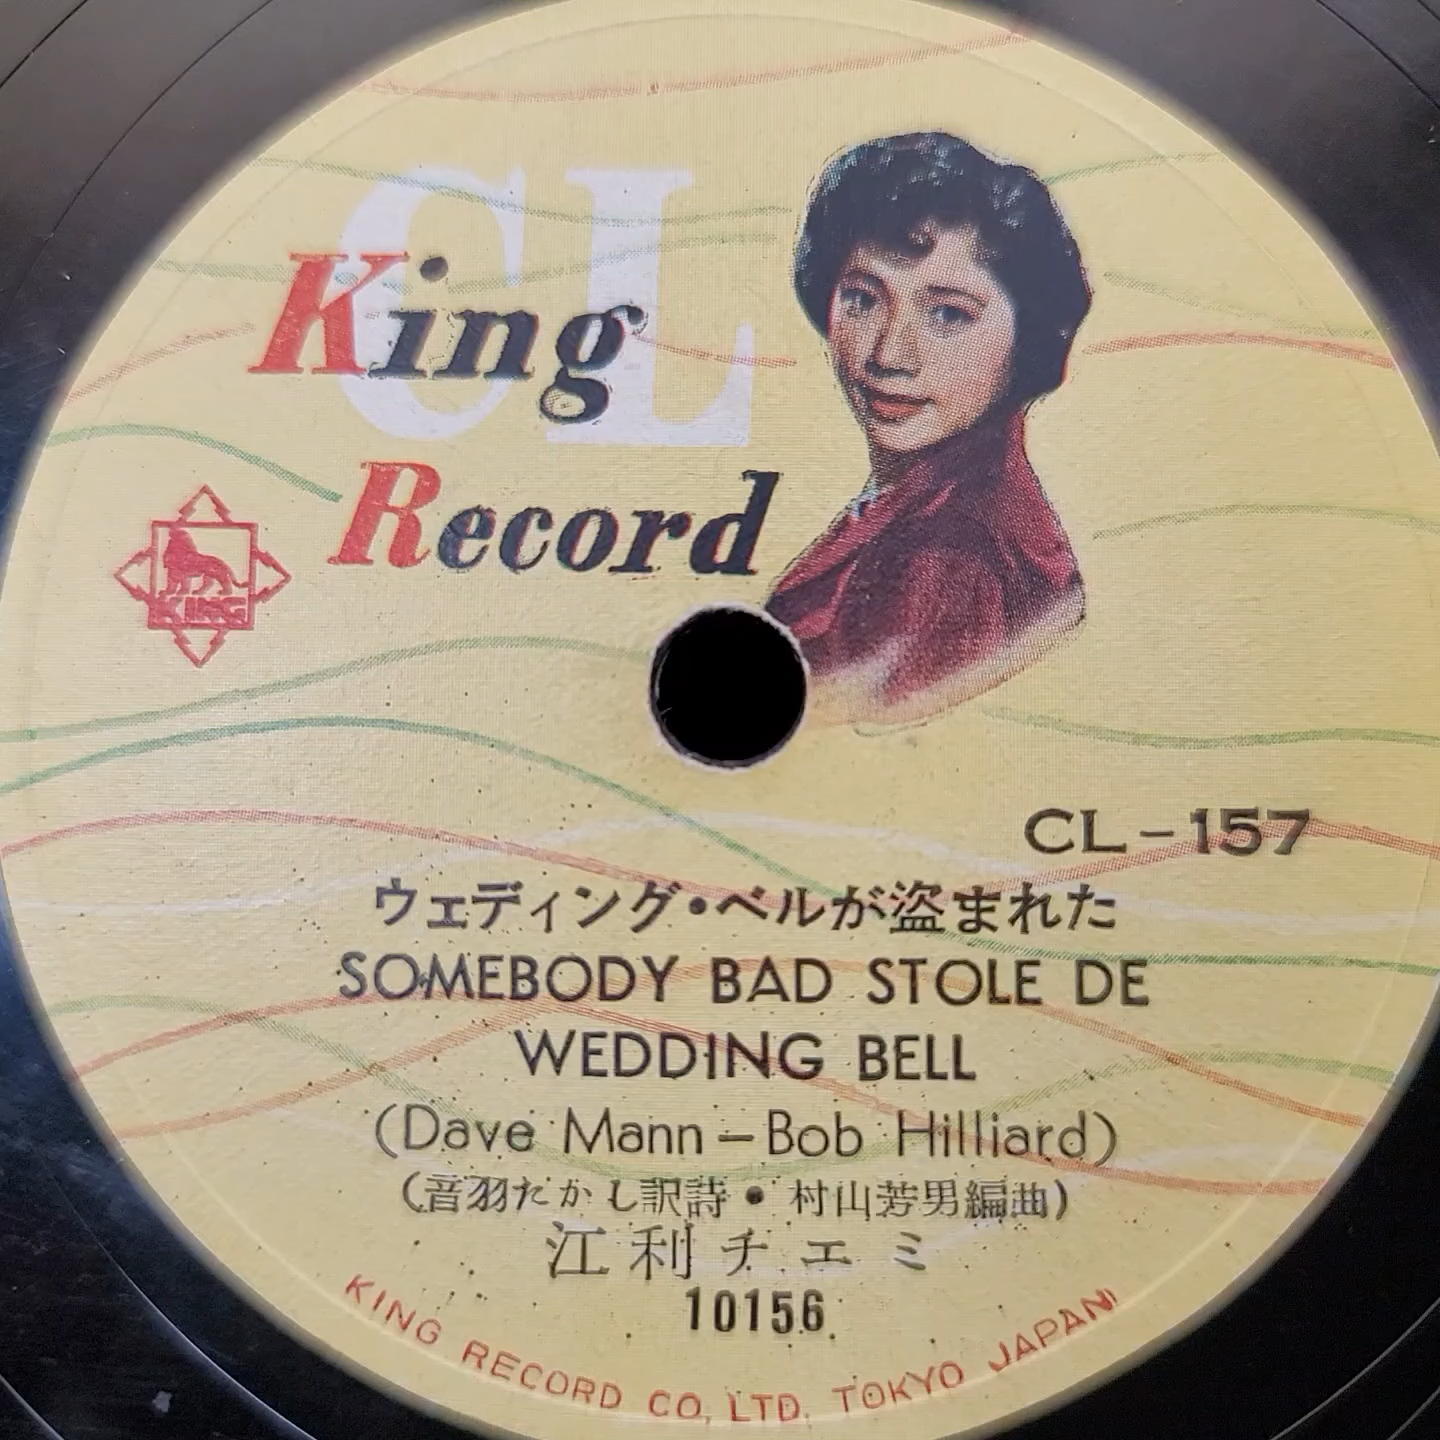 CL
King
Record
KING
CL-157
ウェディング・ベルが盗まれた
SOMEBODY BAD STOLE DE
WEDDING BELL
(Dave Mann-Bob Hilliard)
(音羽たかし訳詩・村山芳男編曲)
江利チエミ
10156
KING RECORD CO., LTD. TOKYO JAPAN